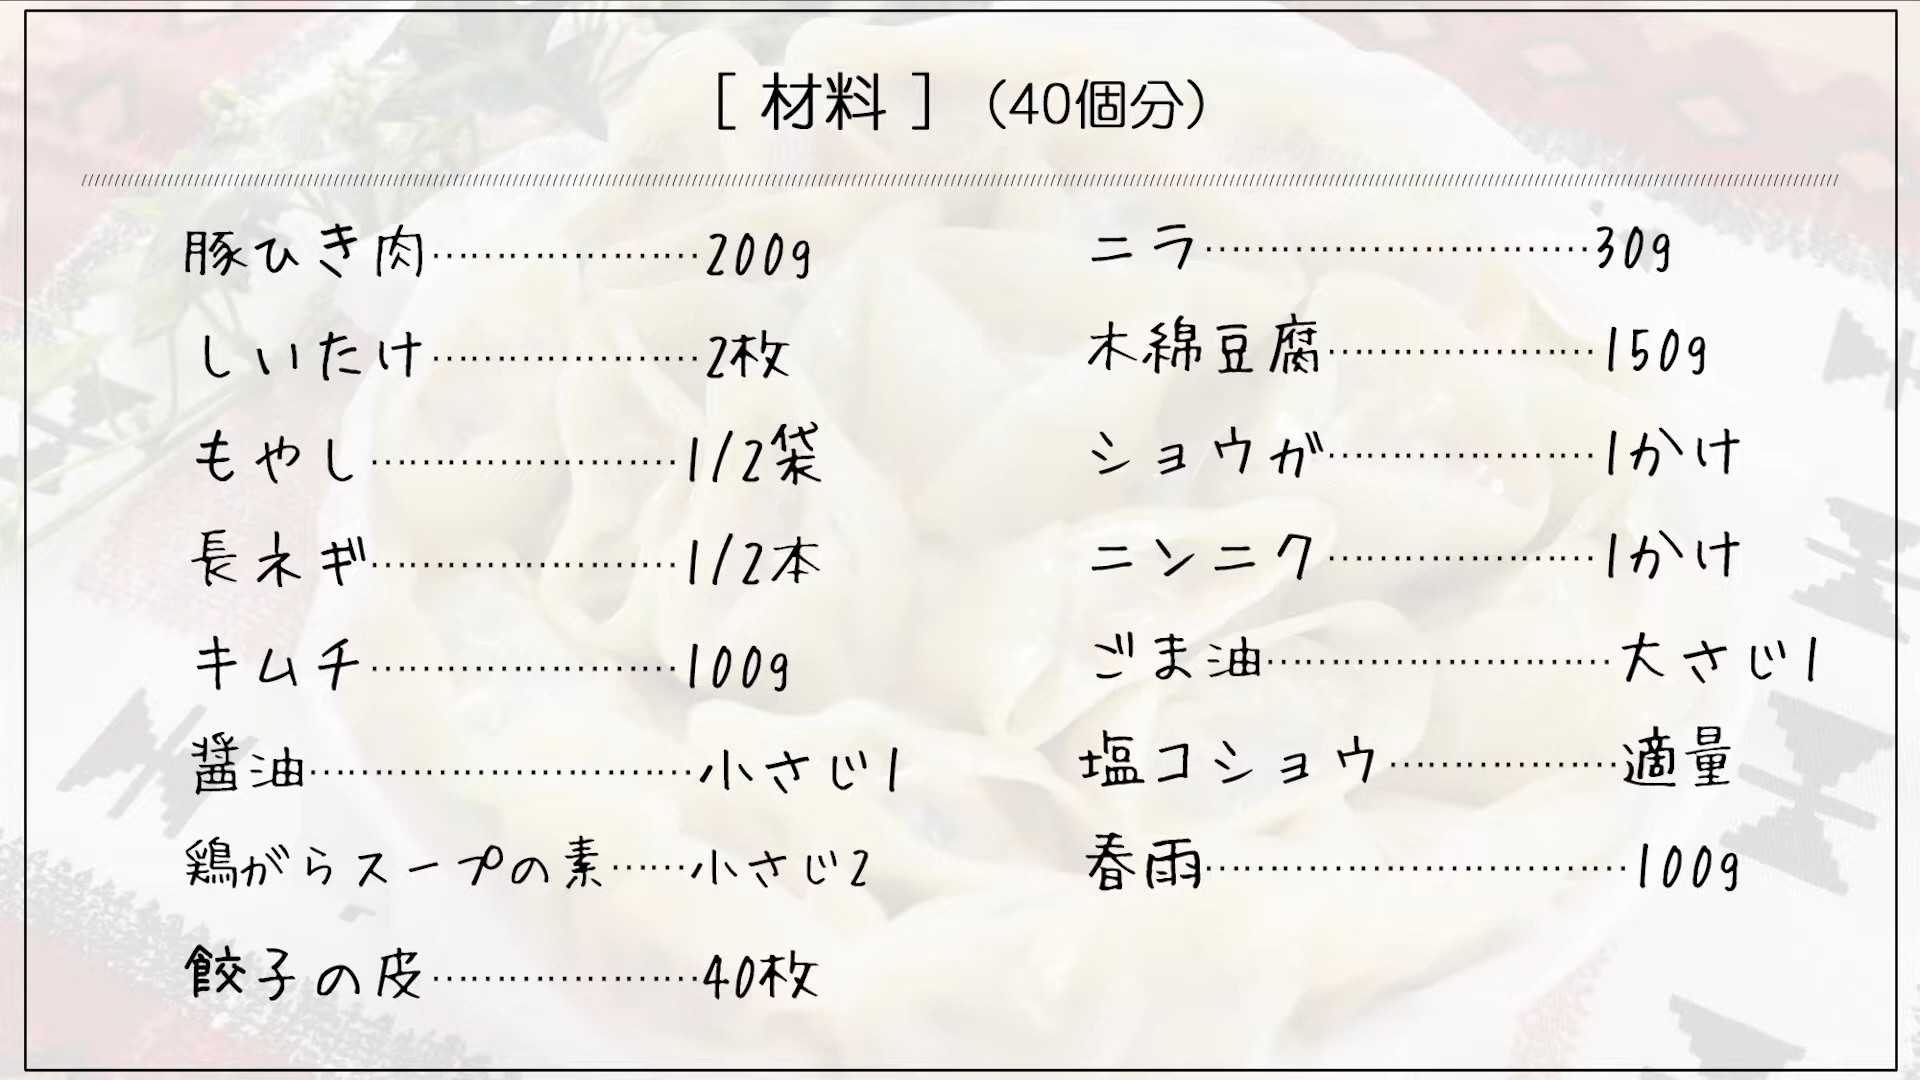 ［ 材料 ］（40個分）
豚ひき肉…………………200g
しいたけ…………………2枚
もやし……………………1/2袋
長ネギ……………………1/2本
キムチ……………………100g
醤油…………………………小さじ1
鶏がらスープの素……小さじ2
餃子の皮…………………40枚
ニラ…………………………30g
木綿豆腐…………………150g
ショウガ…………………1かけ
ニンニク…………………1かけ
ごま油………………………大さじ1
塩コショウ………………適量
春雨……………………………100g